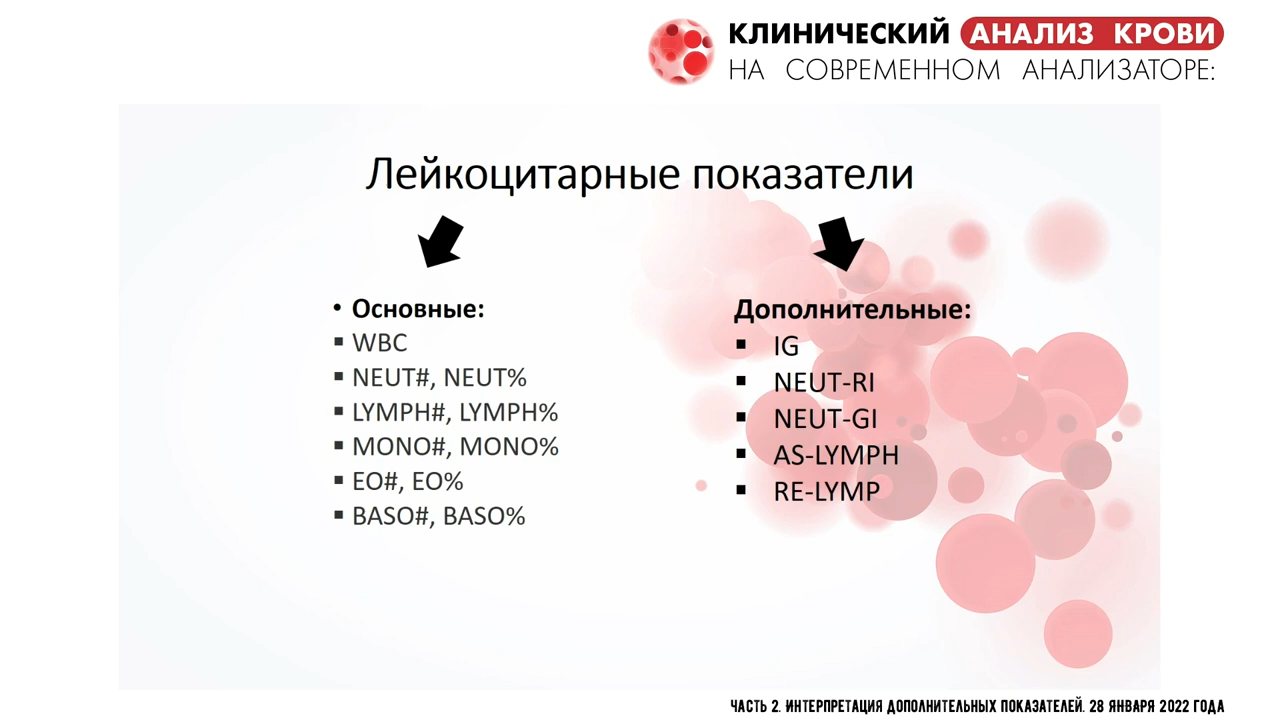 КЛИНИЧЕСКИЙ АНАЛИЗ КРОВИ
НА СОВРЕМЕННОМ АНАЛИЗАТОРЕ:
Лейкоцитарные показатели
• Основные:
▪ WBC
▪ NEUT#, NEUT%
▪ LYMPH#, LYMPH%
▪ MONO#, MONO%
▪ EO#, EO%
▪ BASO#, BASO%
Дополнительные:
▪ IG
▪ NEUT-RI
▪ NEUT-GI
▪ AS-LYMPH
▪ RE-LYMP
ЧАСТЬ 2. ИНТЕРПРЕТАЦИЯ ДОПОЛНИТЕЛЬНЫХ ПОКАЗАТЕЛЕЙ. 28 ЯНВАРЯ 2022 ГОДА